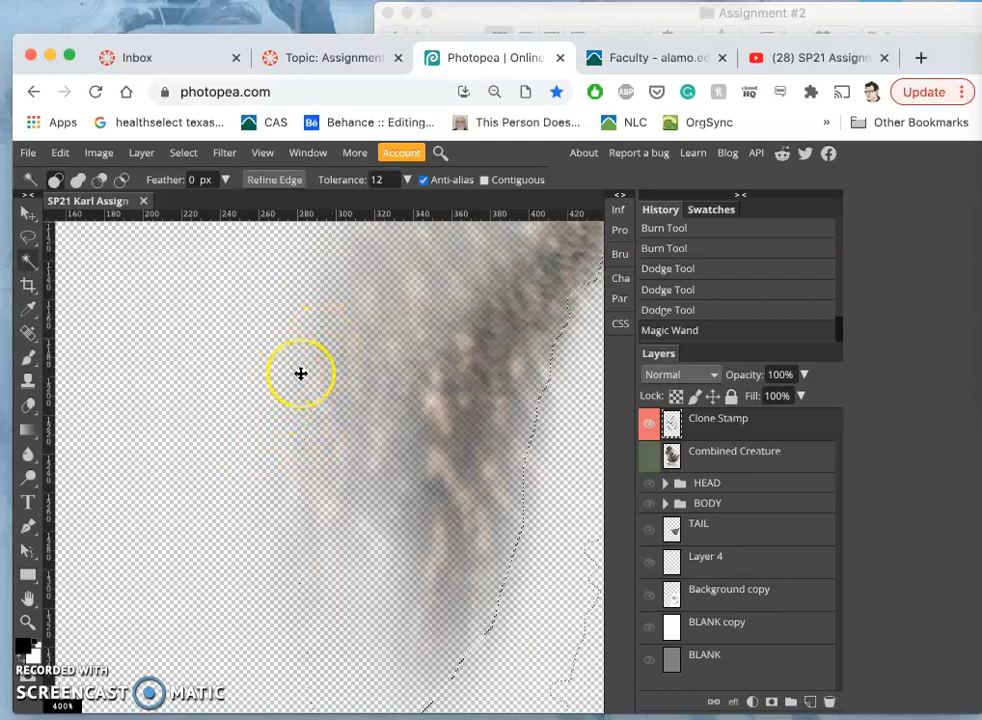 Assignment #2
Inbox
Topic: Assignment
Photopea | Online
Faculty - alamo.ed
(28) SP21 Assignm
photopea.com
Update
Apps
healthselect texas...
CAS
Behance :: Editing...
This Person Does...
NLC
OrgSync
»
Other Bookmarks
File Edit Image Layer Select Filter View Window More Account
About Report a bug Learn Blog API
Feather: 0 px
Refine Edge
Tolerance: 12
Anti-alias
Contiguous
SP21 Karl Assign
160 180 200 220 240 260 280 300 320 340 360 380 400 420
Inf
Pro
Bru
Cha
Par
CSS
History Swatches
Burn Tool
Burn Tool
Dodge Tool
Dodge Tool
Dodge Tool
Magic Wand
Layers
Normal
Opacity: 100%
Lock:
Fill: 100%
Clone Stamp
Combined Creature
HEAD
BODY
TAIL
Layer 4
Background copy
BLANK copy
BLANK
eff
RECORDED WITH
SCREENCAST MATIC
400%